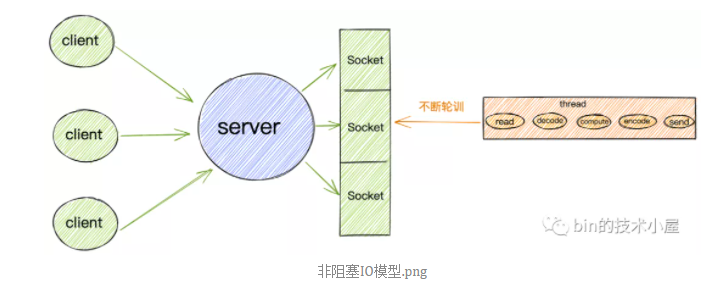 client
client
client
server
Socket
Socket
Socket
不断轮训
thread
read
decode
compute
encode
send
bin的技术小屋
非阻塞IO模型.png